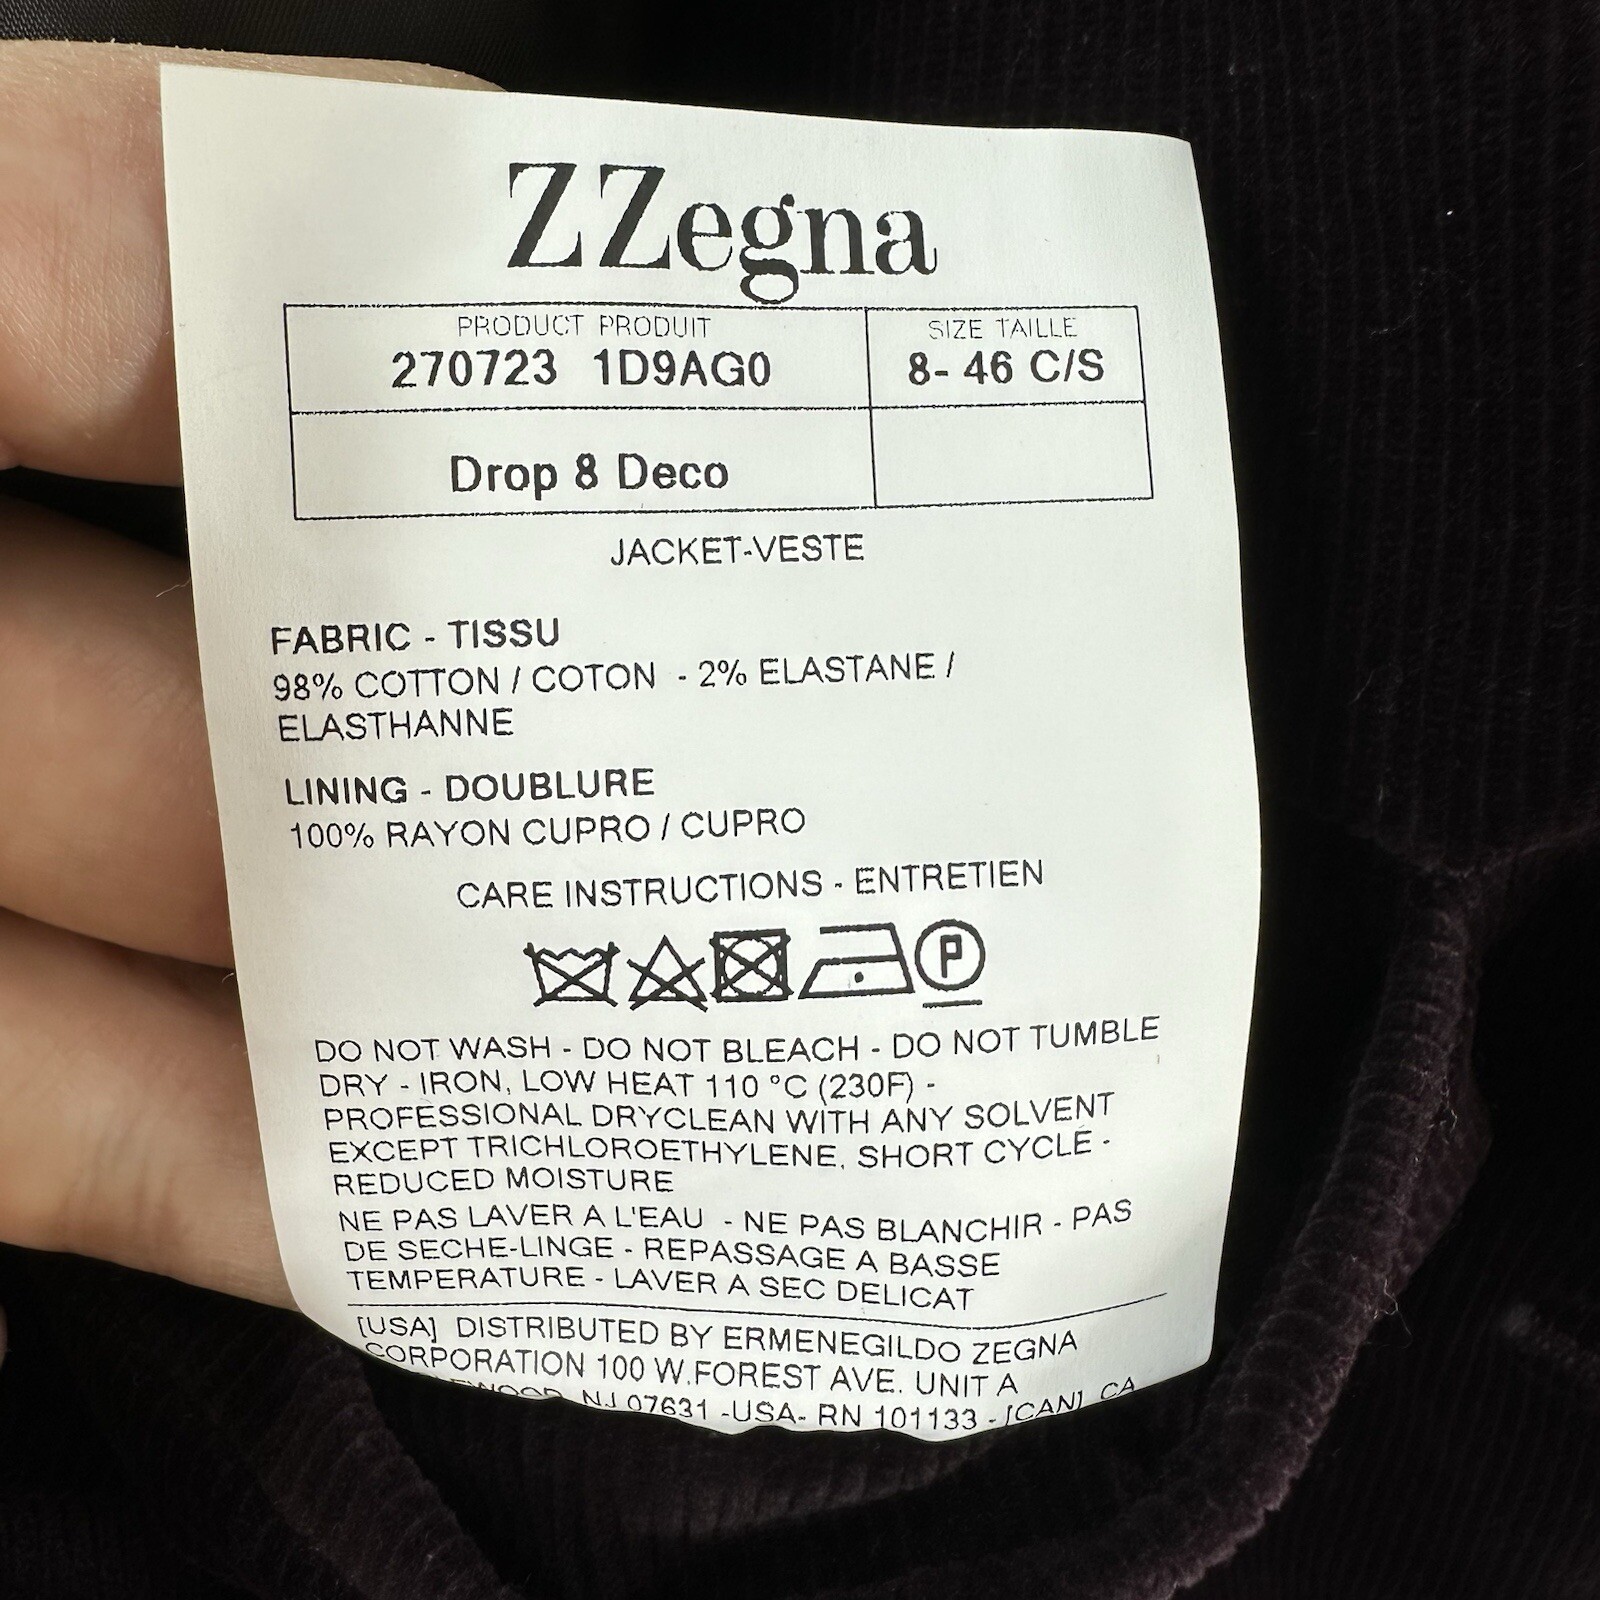 ZZegna
PRODUCT PRODUIT
270723 1D9AG0
SIZE TAILLE
8- 46 C/S
Drop 8 Deco
JACKET-VESTE
FABRIC - TISSU
98% COTTON / COTON - 2% ELASTANE /
ELASTHANNE
LINING - DOUBLURE
100% RAYON CUPRO / CUPRO
CARE INSTRUCTIONS - ENTRETIEN
P
DO NOT WASH - DO NOT BLEACH - DO NOT TUMBLE
DRY - IRON, LOW HEAT 110 °C (230F) -
PROFESSIONAL DRYCLEAN WITH ANY SOLVENT
EXCEPT TRICHLOROETHYLENE, SHORT CYCLE -
REDUCED MOISTURE
NE PAS LAVER A L'EAU - NE PAS BLANCHIR - PAS
DE SECHE-LINGE - REPASSAGE A BASSE
TEMPERATURE - LAVER A SEC DELICAT
[USA] DISTRIBUTED BY ERMENEGILDO ZEGNA
CORPORATION 100 W.FOREST AVE. UNIT A
NJ 07631 -USA- RN 101133 - [CAN] CA